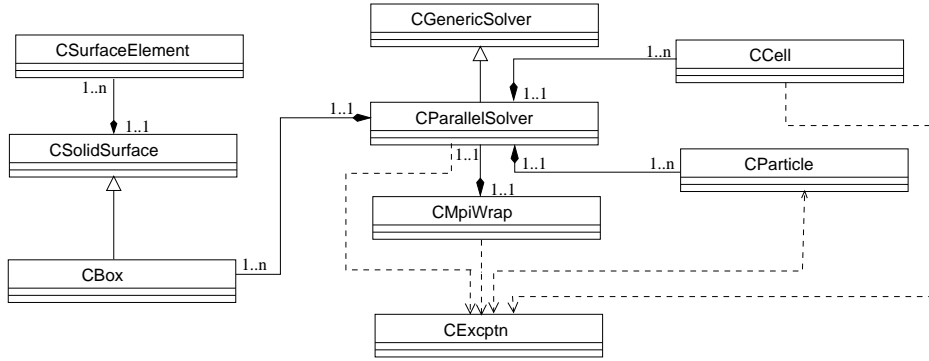 CGenericSolver
CSurfaceElement
CCell
1..n
1..n
1..1
1..1
CParallelSolver
1..1
CSolidSurface
1..1
1..1
1..n
CParticle
1..1
CMpiWrap
CBox
1..n
CExcptn